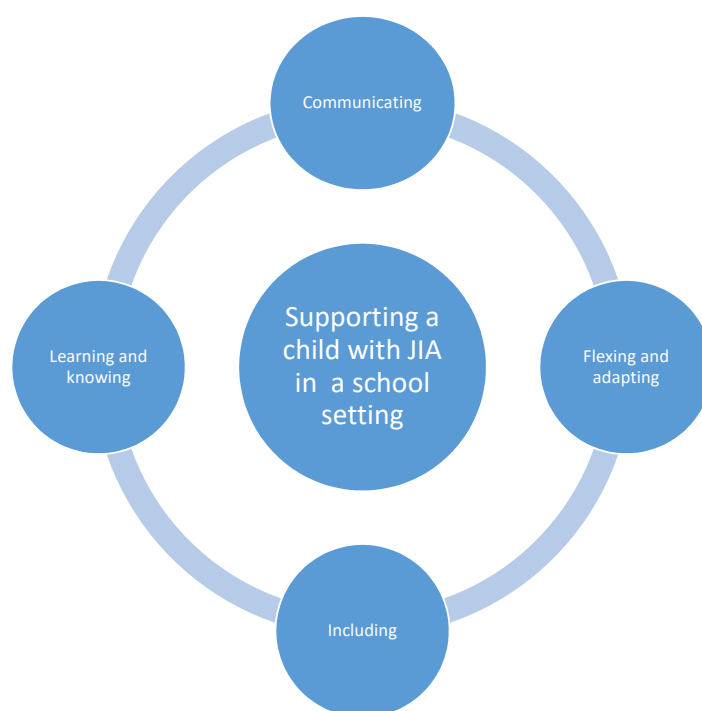 Communicating
Learning and
knowing
Supporting a
child with JIA
in a school
setting
Flexing and
adapting
Including